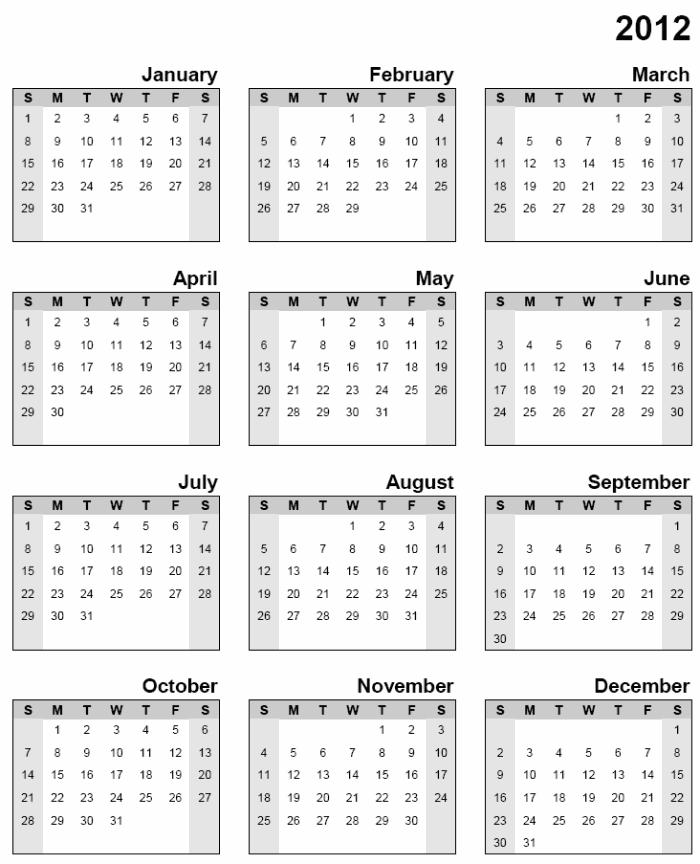 2012
January February March
S M T W T F S S M T W T F S S M T W T F S
1 2 3 4 5 6 7 1 2 3 4 1 2 3
8 9 10 11 12 13 14 5 6 7 8 9 10 11 4 5 6 7 8 9 10
15 16 17 18 19 20 21 12 13 14 15 16 17 18 11 12 13 14 15 16 17
22 23 24 25 26 27 28 19 20 21 22 23 24 25 18 19 20 21 22 23 24
29 30 31 26 27 28 29 25 26 27 28 29 30 31
April May June
S M T W T F S S M T W T F S S M T W T F S
1 2 3 4 5 6 7 1 2 3 4 5 1 2
8 9 10 11 12 13 14 6 7 8 9 10 11 12 3 4 5 6 7 8 9
15 16 17 18 19 20 21 13 14 15 16 17 18 19 10 11 12 13 14 15 16
22 23 24 25 26 27 28 20 21 22 23 24 25 26 17 18 19 20 21 22 23
29 30 27 28 29 30 31 24 25 26 27 28 29 30
July August September
S M T W T F S S M T W T F S S M T W T F S
1 2 3 4 5 6 7 1 2 3 4 1
8 9 10 11 12 13 14 5 6 7 8 9 10 11 2 3 4 5 6 7 8
15 16 17 18 19 20 21 12 13 14 15 16 17 18 9 10 11 12 13 14 15
22 23 24 25 26 27 28 19 20 21 22 23 24 25 16 17 18 19 20 21 22
29 30 31 26 27 28 29 30 31 23 24 25 26 27 28 29
30
October November December
S M T W T F S S M T W T F S S M T W T F S
1 2 3 4 5 6 1 2 3 1
7 8 9 10 11 12 13 4 5 6 7 8 9 10 2 3 4 5 6 7 8
14 15 16 17 18 19 20 11 12 13 14 15 16 17 9 10 11 12 13 14 15
21 22 23 24 25 26 27 18 19 20 21 22 23 24 16 17 18 19 20 21 22
28 29 30 31 25 26 27 28 29 30 23 24 25 26 27 28 29
30 31